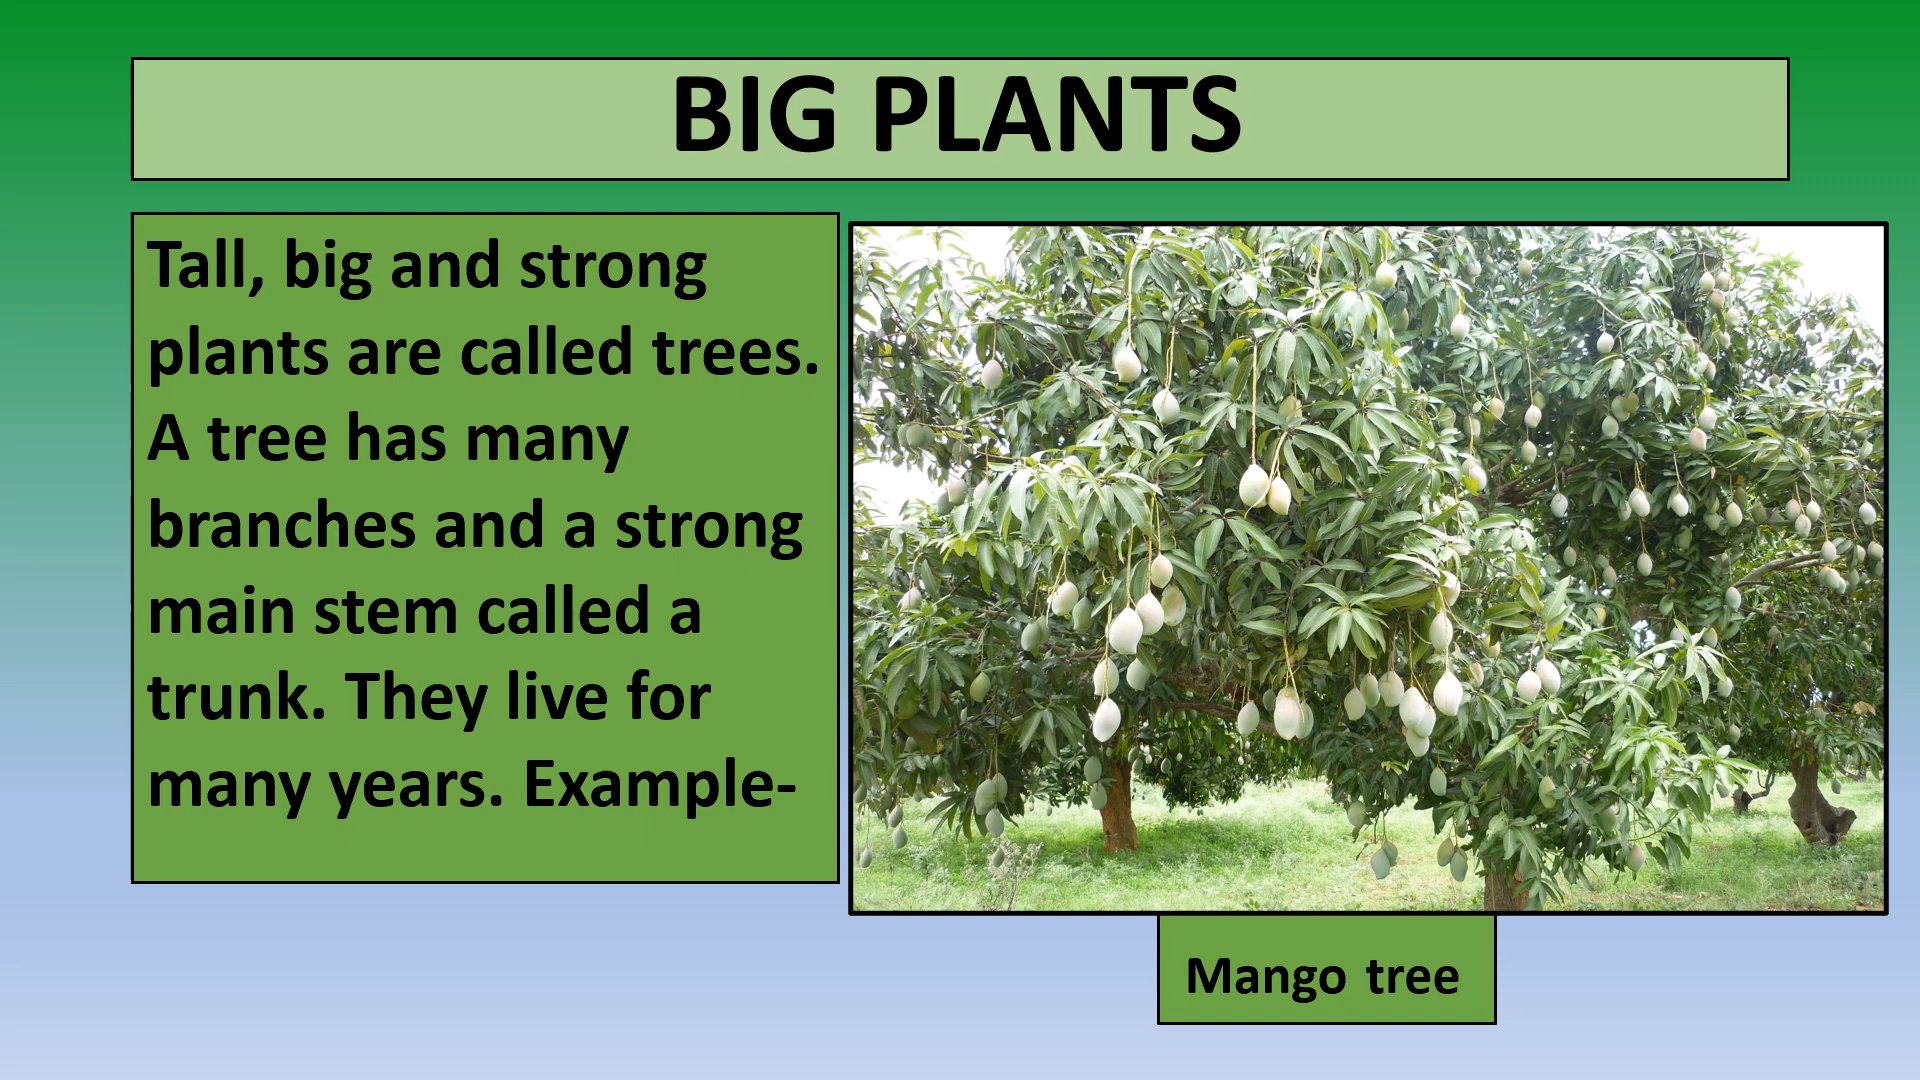 BIG PLANTS
Tall, big and strong
plants are called trees.
A tree has many
branches and a strong
main stem called a
trunk. They live for
many years. Example-
Mango tree